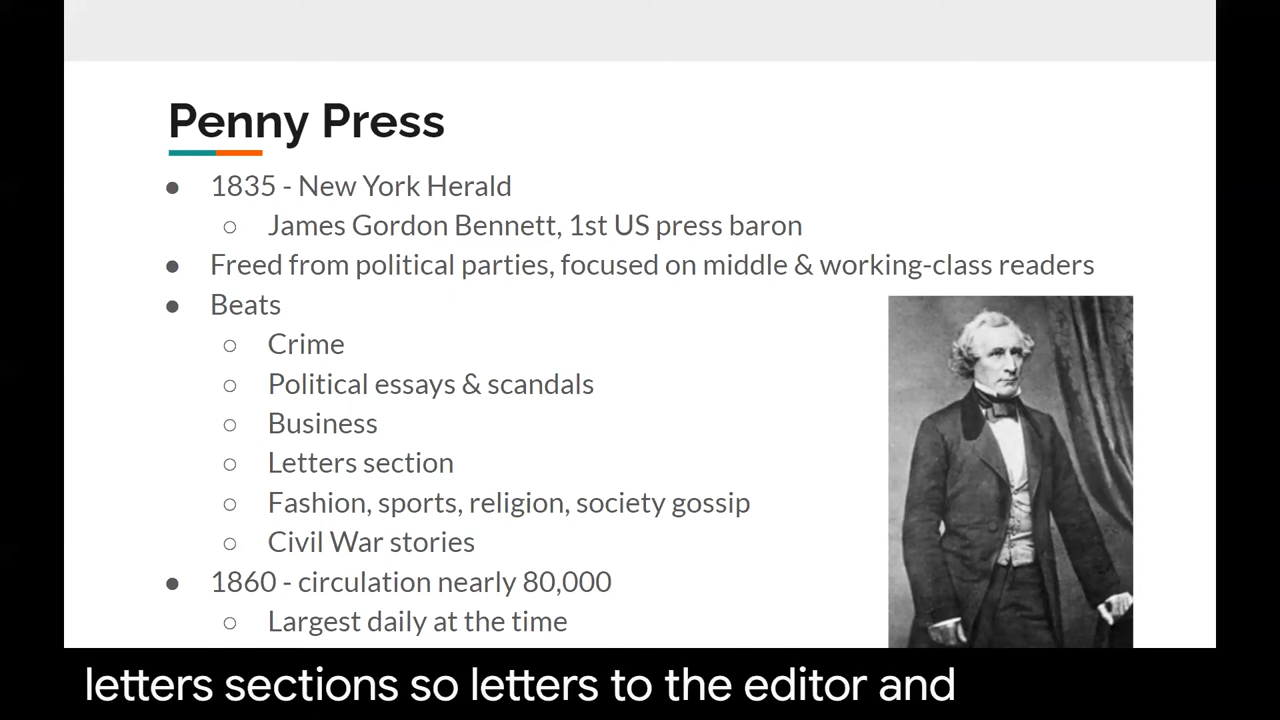 Penny Press
● 1835 - New York Herald
○ James Gordon Bennett, 1st US press baron
● Freed from political parties, focused on middle & working-class readers
● Beats
○ Crime
○ Political essays & scandals
○ Business
○ Letters section
○ Fashion, sports, religion, society gossip
○ Civil War stories
● 1860 - circulation nearly 80,000
○ Largest daily at the time
letters sections so letters to the editor and